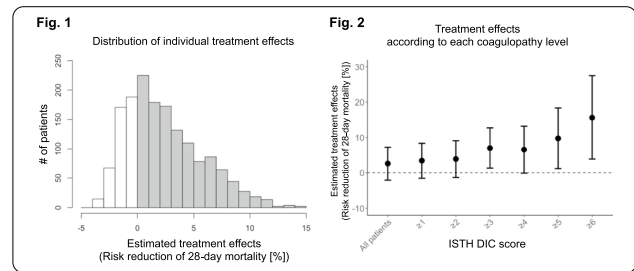 Fig. 1
Distribution of individual treatment effects
# of patients
250
200
150
100
50
0
-5
0
5
10
15
Estimated treatment effects
(Risk reduction of 28-day mortality [%])
Fig. 2
Treatment effects
according to each coagulopathy level
Estimated treatment effects
(Risk reduction of 28-day mortality [%])
30
20
10
0
-10
All patients
≥1
≥2
≥3
≥4
≥5
≥6
ISTH DIC score